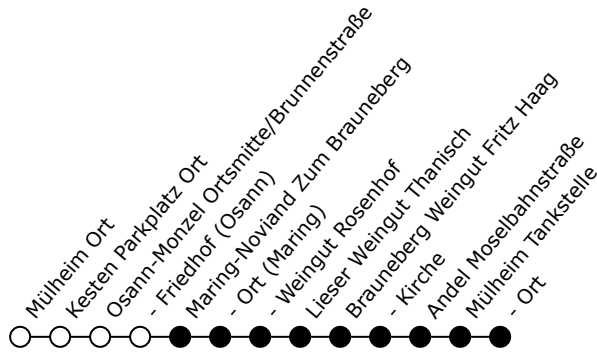 Mülheim Ort
Kesten Parkplatz Ort
Osann-Monzel Ortsmitte/Brunnenstraße
- Friedhof (Osann)
Maring-Noviand Zum Brauneberg
- Ort (Maring)
- Weingut Rosenhof
Lieser Weingut Thanisch
Brauneberg Weingut Fritz Haag
- Kirche
Andel Moselbahnstraße
Mülheim Tankstelle
- Ort